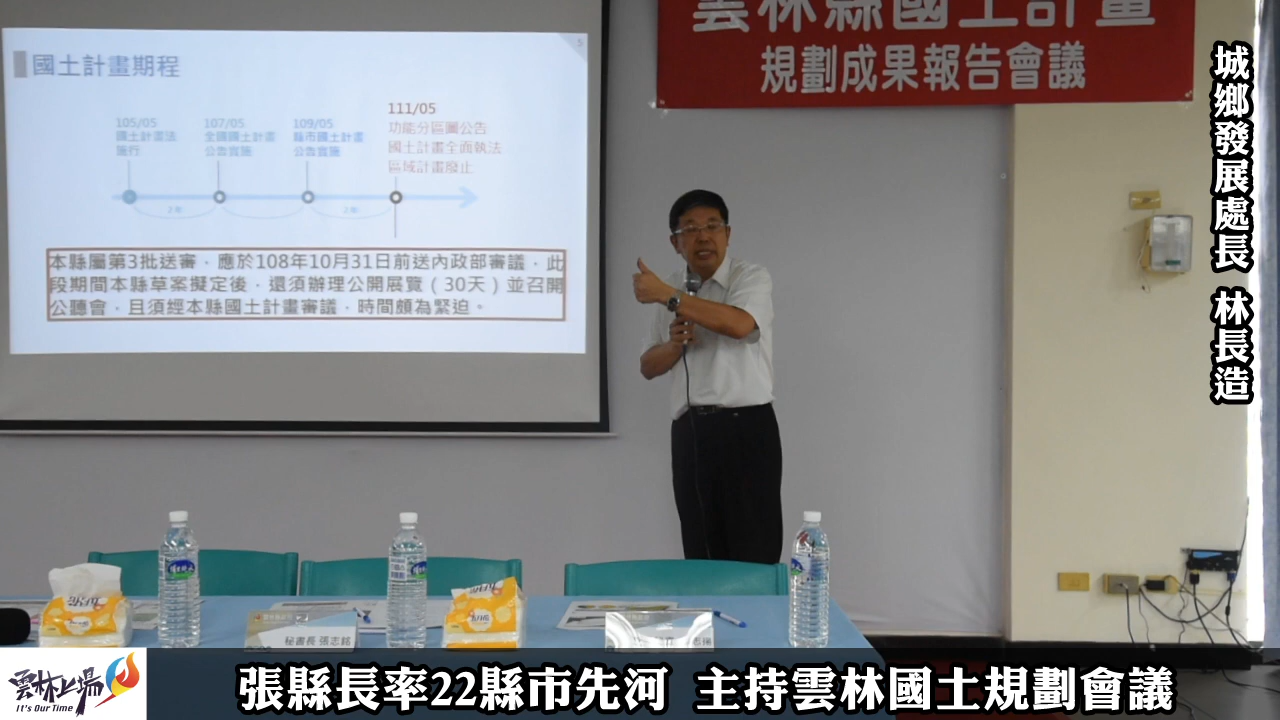 雲林縣國土計畫
規劃成果報告會議
5
國土計畫期程
105/05
國土計畫法
施行
107/05
全國國土計畫
公告實施
109/05
縣市國土計畫
公告實施
111/05
功能分區圖公告
國土計畫全面執法
區域計畫廢止
2年
2年
本縣屬第3批送審，應於108年10月31日前送內政部審議，此
段期間本縣草案擬定後，還須辦理公開展覽（30天）並召開
公聽會，且須經本縣國土計畫審議，時間頗為緊迫。
城鄉發展處長 林長造
秘書長 張志銘
雲林上場
It's Our Time
張縣長率22縣市先河 主持雲林國土規劃會議